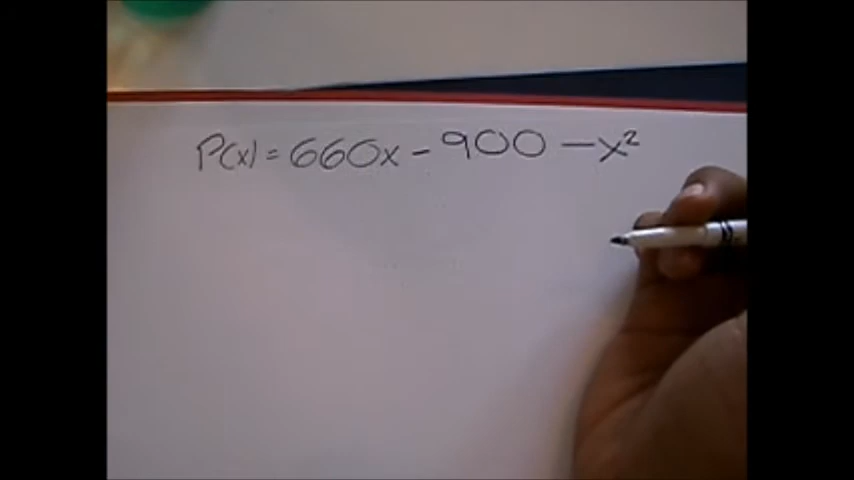 P(x) = 660x - 900 - x²